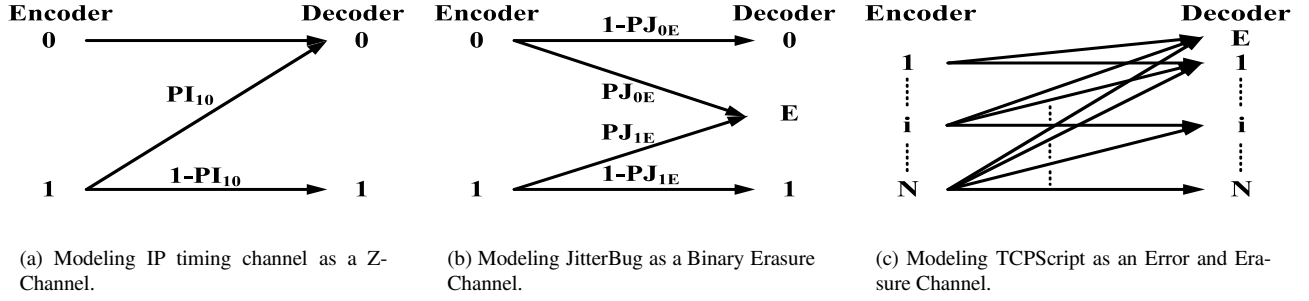 Encoder Decoder
0 0
PI₁₀
1-PI₁₀
1 1
(a) Modeling IP timing channel as a Z-
Channel.
Encoder Decoder
1-PJ₀E
0 0
PJ₀E
E
PJ₁E
1-PJ₁E
1 1
(b) Modeling JitterBug as a Binary Erasure
Channel.
Encoder Decoder
E
1 1
i i
N N
(c) Modeling TCPScript as an Error and Era-
sure Channel.